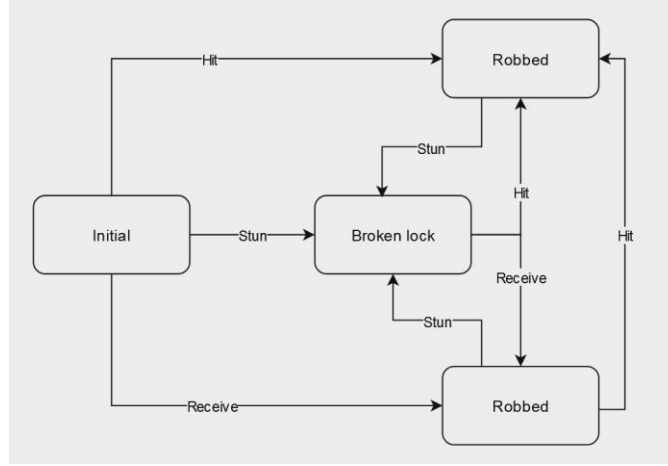 Robbed
Hit
Stun
Initial
Stun
Broken lock
Hit
Hit
Receive
Stun
Receive
Robbed